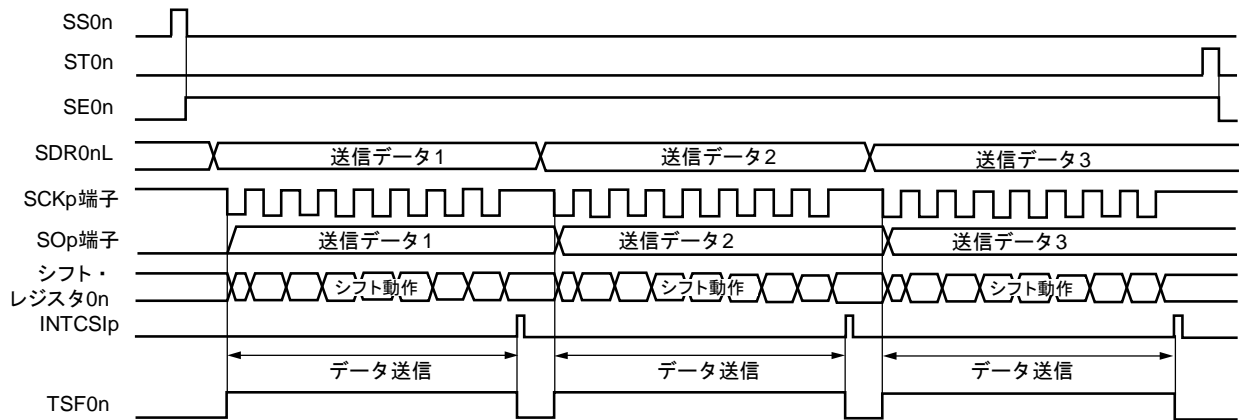 SS0n
ST0n
SE0n
SDR0nL 送信データ1 送信データ2 送信データ3
SCKp端子
SOp端子 送信データ1 送信データ2 送信データ3
シフト・
レジスタ0n シフト動作 シフト動作 シフト動作
INTCSIp
データ送信 データ送信 データ送信
TSF0n